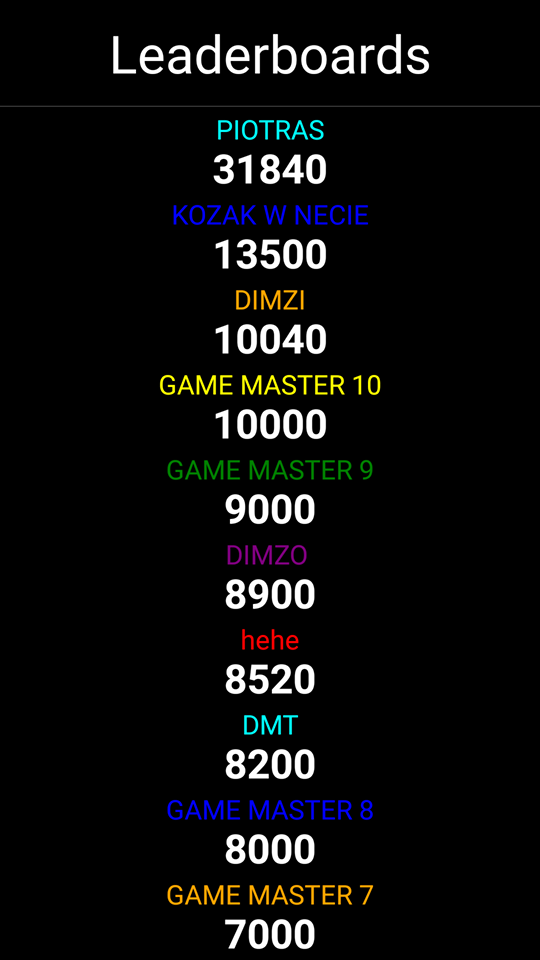 Leaderboards
PIOTRAS
31840
KOZAK W NECIE
13500
DIMZI
10040
GAME MASTER 10
10000
GAME MASTER 9
9000
DIMZO
8900
hehe
8520
DMT
8200
GAME MASTER 8
8000
GAME MASTER 7
7000